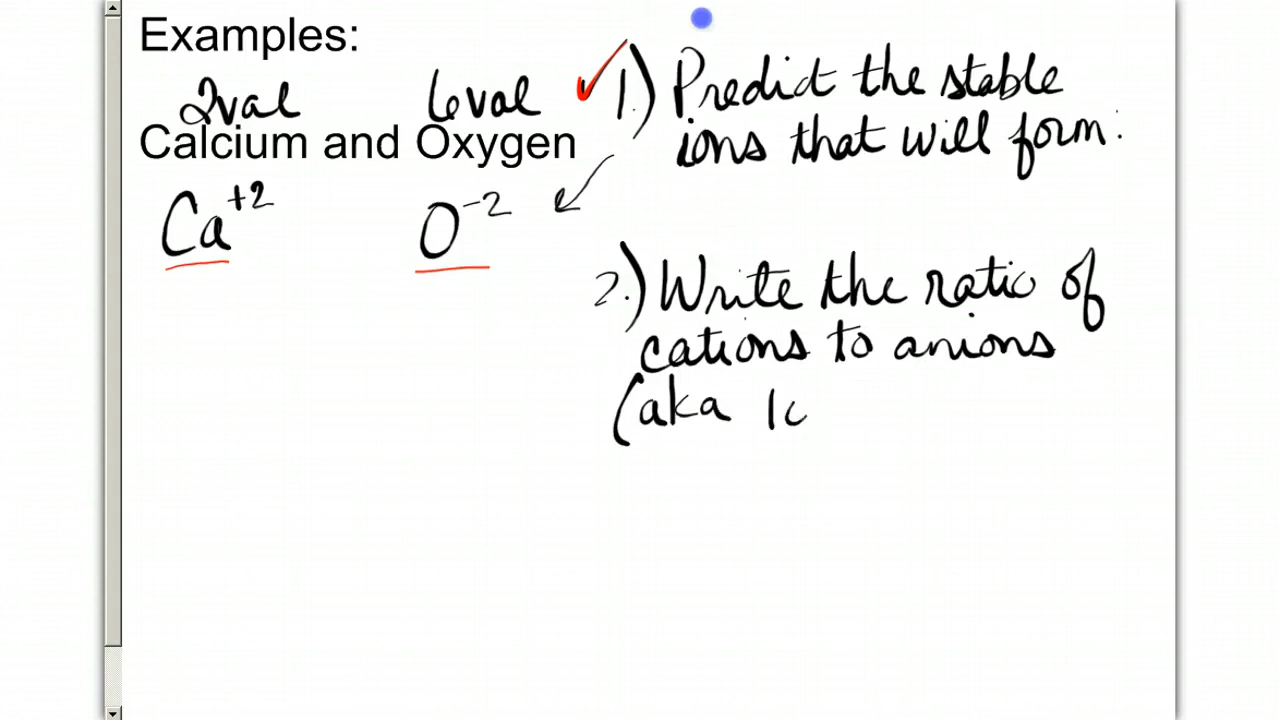 Examples:
2val 6val
Calcium and Oxygen
Ca+2 O-2
1.) Predict the stable
ions that will form:
2.) Write the ratio of
cations to anions
(aka